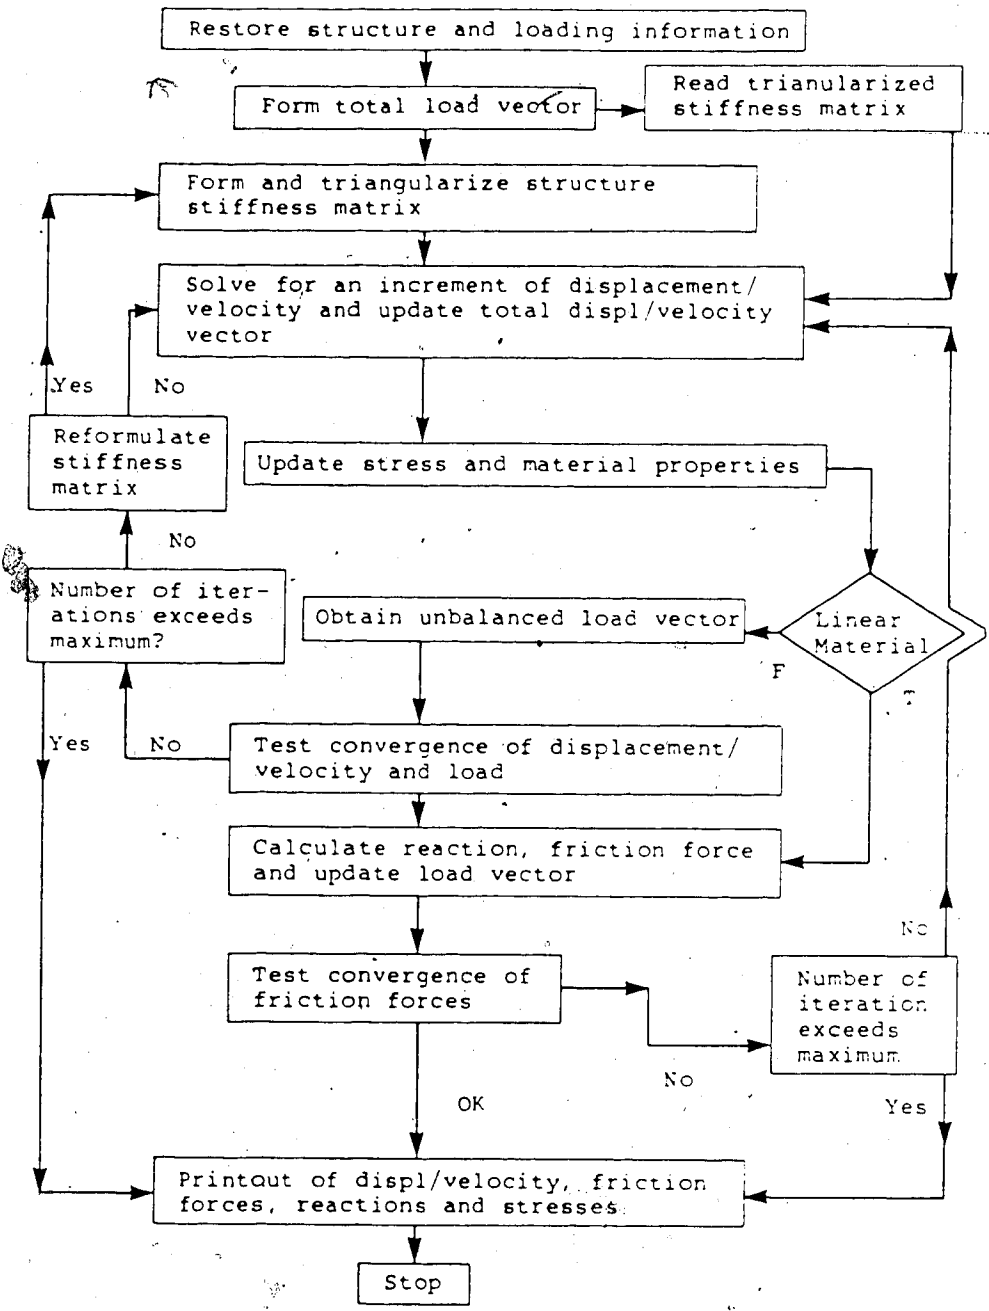 Restore structure and loading information
Form total load vector
Read trianularized
stiffness matrix
Form and triangularize structure
stiffness matrix
Solve for an increment of displacement/
velocity and update total displ/velocity
vector
Yes
No
Reformulate
stiffness
matrix
Update stress and material properties
No
Number of iter-
ations exceeds
maximum?
Obtain unbalanced load vector
Linear
Material
F
T
Yes
No
Test convergence of displacement/
velocity and load
Calculate reaction, friction force
and update load vector
No
Test convergence of
friction forces
Number of
iteration
exceeds
maximum
No
OK
Yes
Printout of displ/velocity, friction
forces, reactions and stresses
Stop